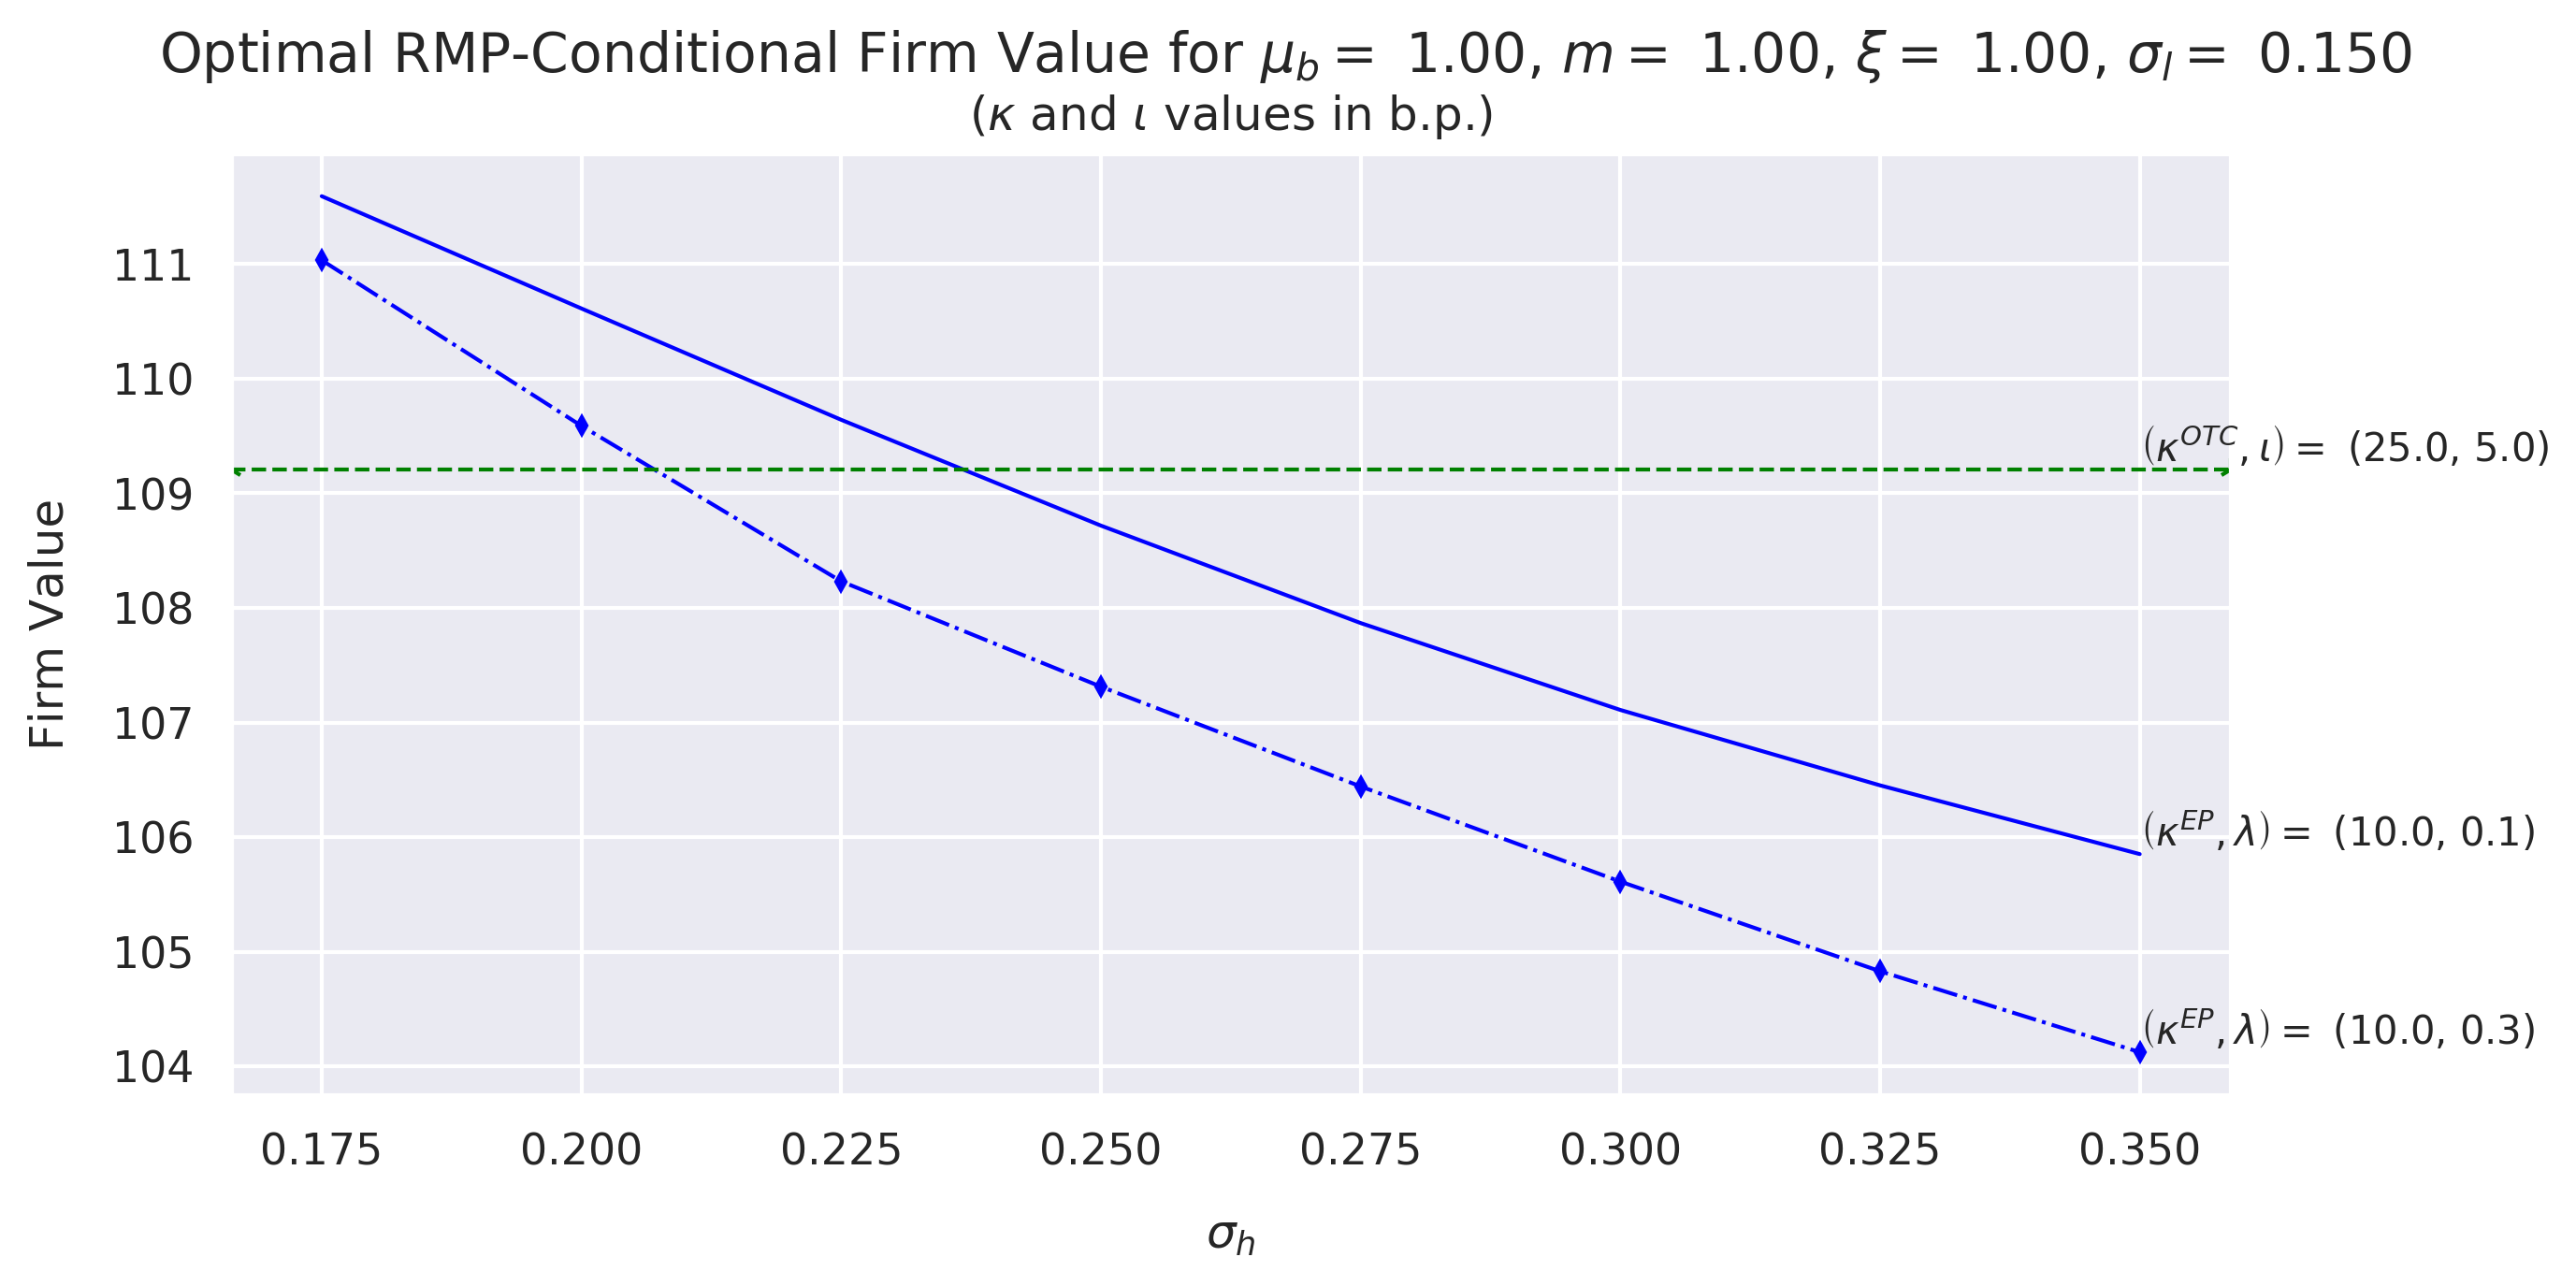 Optimal RMP-Conditional Firm Value for μ_b = 1.00, m = 1.00, ξ = 1.00, σ_l = 0.150
(κ and ι values in b.p.)
Firm Value
111
110
109
108
107
106
105
104
(κ^OTC, ι) = (25.0, 5.0)
(κ^EP, λ) = (10.0, 0.1)
(κ^EP, λ) = (10.0, 0.3)
0.175 0.200 0.225 0.250 0.275 0.300 0.325 0.350
σ_h